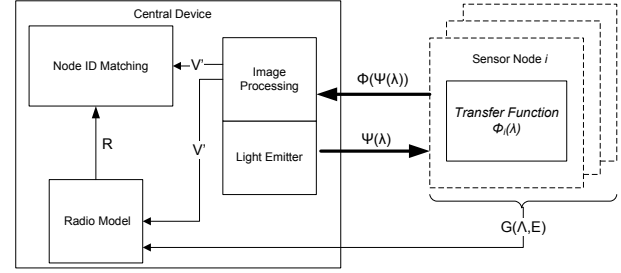 Central Device
Node ID Matching
V'
Image
Processing
Φ(Ψ(λ))
Sensor Node i
Transfer Function
Φi(λ)
Light Emitter
Ψ(λ)
R
V'
Radio Model
G(Λ,E)